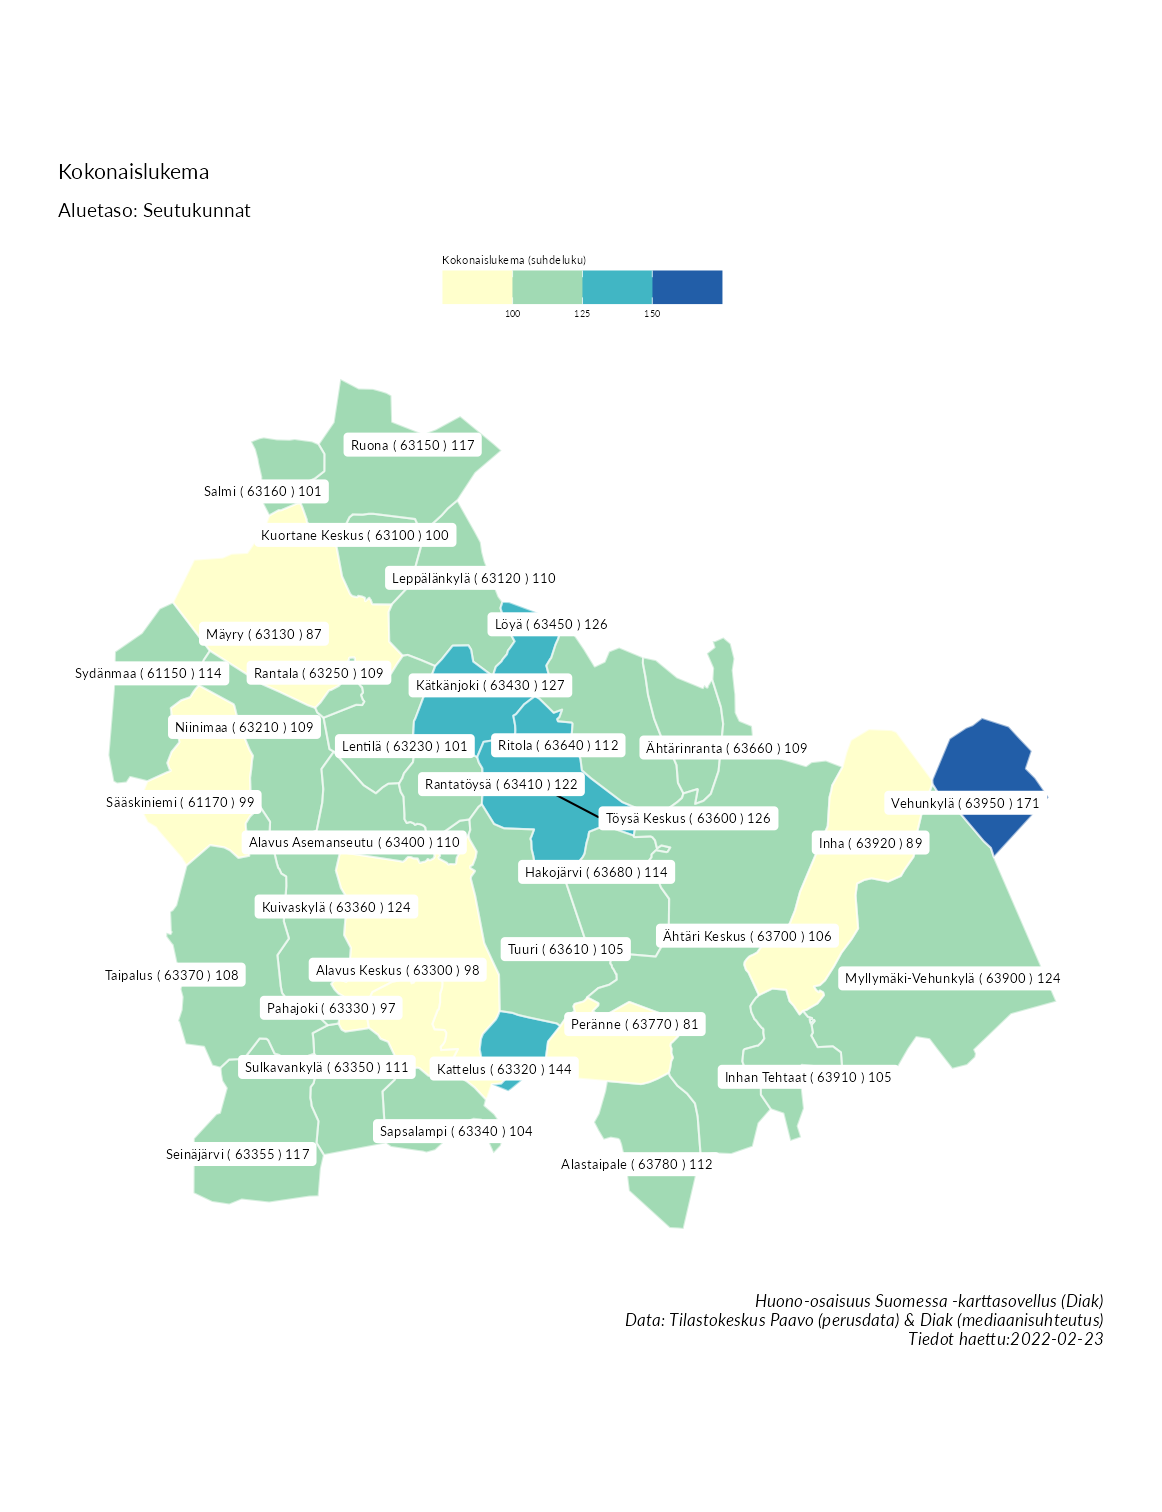 Kokonaislukema
Aluetaso: Seutukunnat
Kokonaislukema (suhdeluku)
100 125 150
Ruona ( 63150 ) 117
Salmi ( 63160 ) 101
Kuortane Keskus ( 63100 ) 100
Leppälänkylä ( 63120 ) 110
Löyä ( 63450 ) 126
Mäyry ( 63130 ) 87
Sydänmaa ( 61150 ) 114
Rantala ( 63250 ) 109
Kätkänjoki ( 63430 ) 127
Niinimaa ( 63210 ) 109
Lentilä ( 63230 ) 101
Ritola ( 63640 ) 112
Ähtärinranta ( 63660 ) 109
Rantatöysä ( 63410 ) 122
Sääskiniemi ( 61170 ) 99
Vehunkylä ( 63950 ) 171
Töysä Keskus ( 63600 ) 126
Alavus Asemanseutu ( 63400 ) 110
Inha ( 63920 ) 89
Hakojärvi ( 63680 ) 114
Kuivaskylä ( 63360 ) 124
Ähtäri Keskus ( 63700 ) 106
Tuuri ( 63610 ) 105
Taipalus ( 63370 ) 108
Alavus Keskus ( 63300 ) 98
Myllymäki-Vehunkylä ( 63900 ) 124
Pahajoki ( 63330 ) 97
Peränne ( 63770 ) 81
Sulkavankylä ( 63350 ) 111
Kattelus ( 63320 ) 144
Inhan Tehtaat ( 63910 ) 105
Sapsalampi ( 63340 ) 104
Seinäjärvi ( 63355 ) 117
Alastaipale ( 63780 ) 112
Huono-osaisuus Suomessa -karttasovellus (Diak)
Data: Tilastokeskus Paavo (perusdata) & Diak (mediaanisuhteutus)
Tiedot haettu:2022-02-23